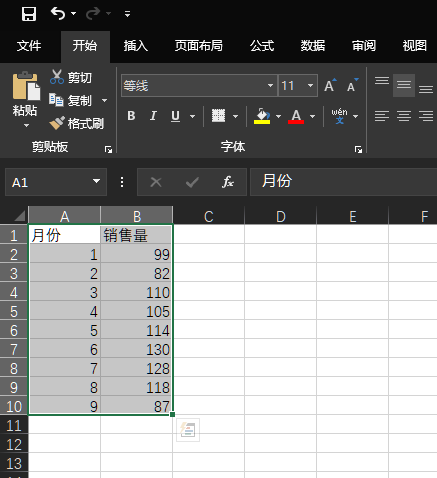 文件 开始 插入 页面布局 公式 数据 审阅 视图
剪切
复制
格式刷
粘贴
剪贴板
等线 11 A A
B I U A wén 文
字体
A1 fx 月份
A B C D E F
1 月份 销售量
2 1 99
3 2 82
4 3 110
5 4 105
6 5 114
7 6 130
8 7 128
9 8 118
10 9 87
11
12
13